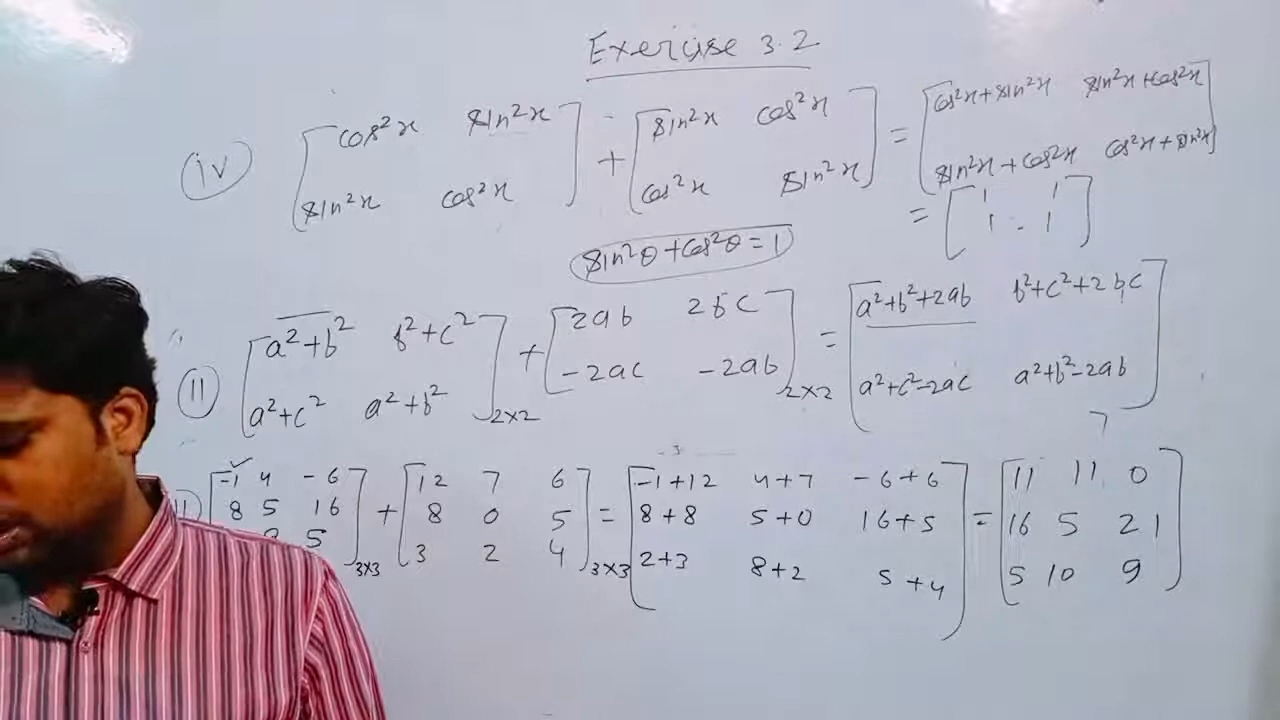 Exercise 3.2
(iv) [cos²x sin²x + [sin²x cos²x = [cos²x+sin²x sin²x+cos²x
sin²x cos²x] cos²x sin²x] sin²x+cos²x cos²x+sin²x]
= [1 1
1 1]
sin²θ+cos²θ=1
(II) [a²+b² b²+c² + [2ab 2bc = [a²+b²+2ab b²+c²+2bc
a²+c² a²+b²]2×2 -2ac -2ab]2×2 a²+c²-2ac a²+b²-2ab]
[-1 4 -6 + [12 7 6 = [-1+12 4+7 -6+6 = [11 11 0
8 5 16 8 0 5 8+8 5+0 16+5 16 5 21
5]3×3 3 2 4]3×3 2+3 8+2 5+4] 5 10 9]